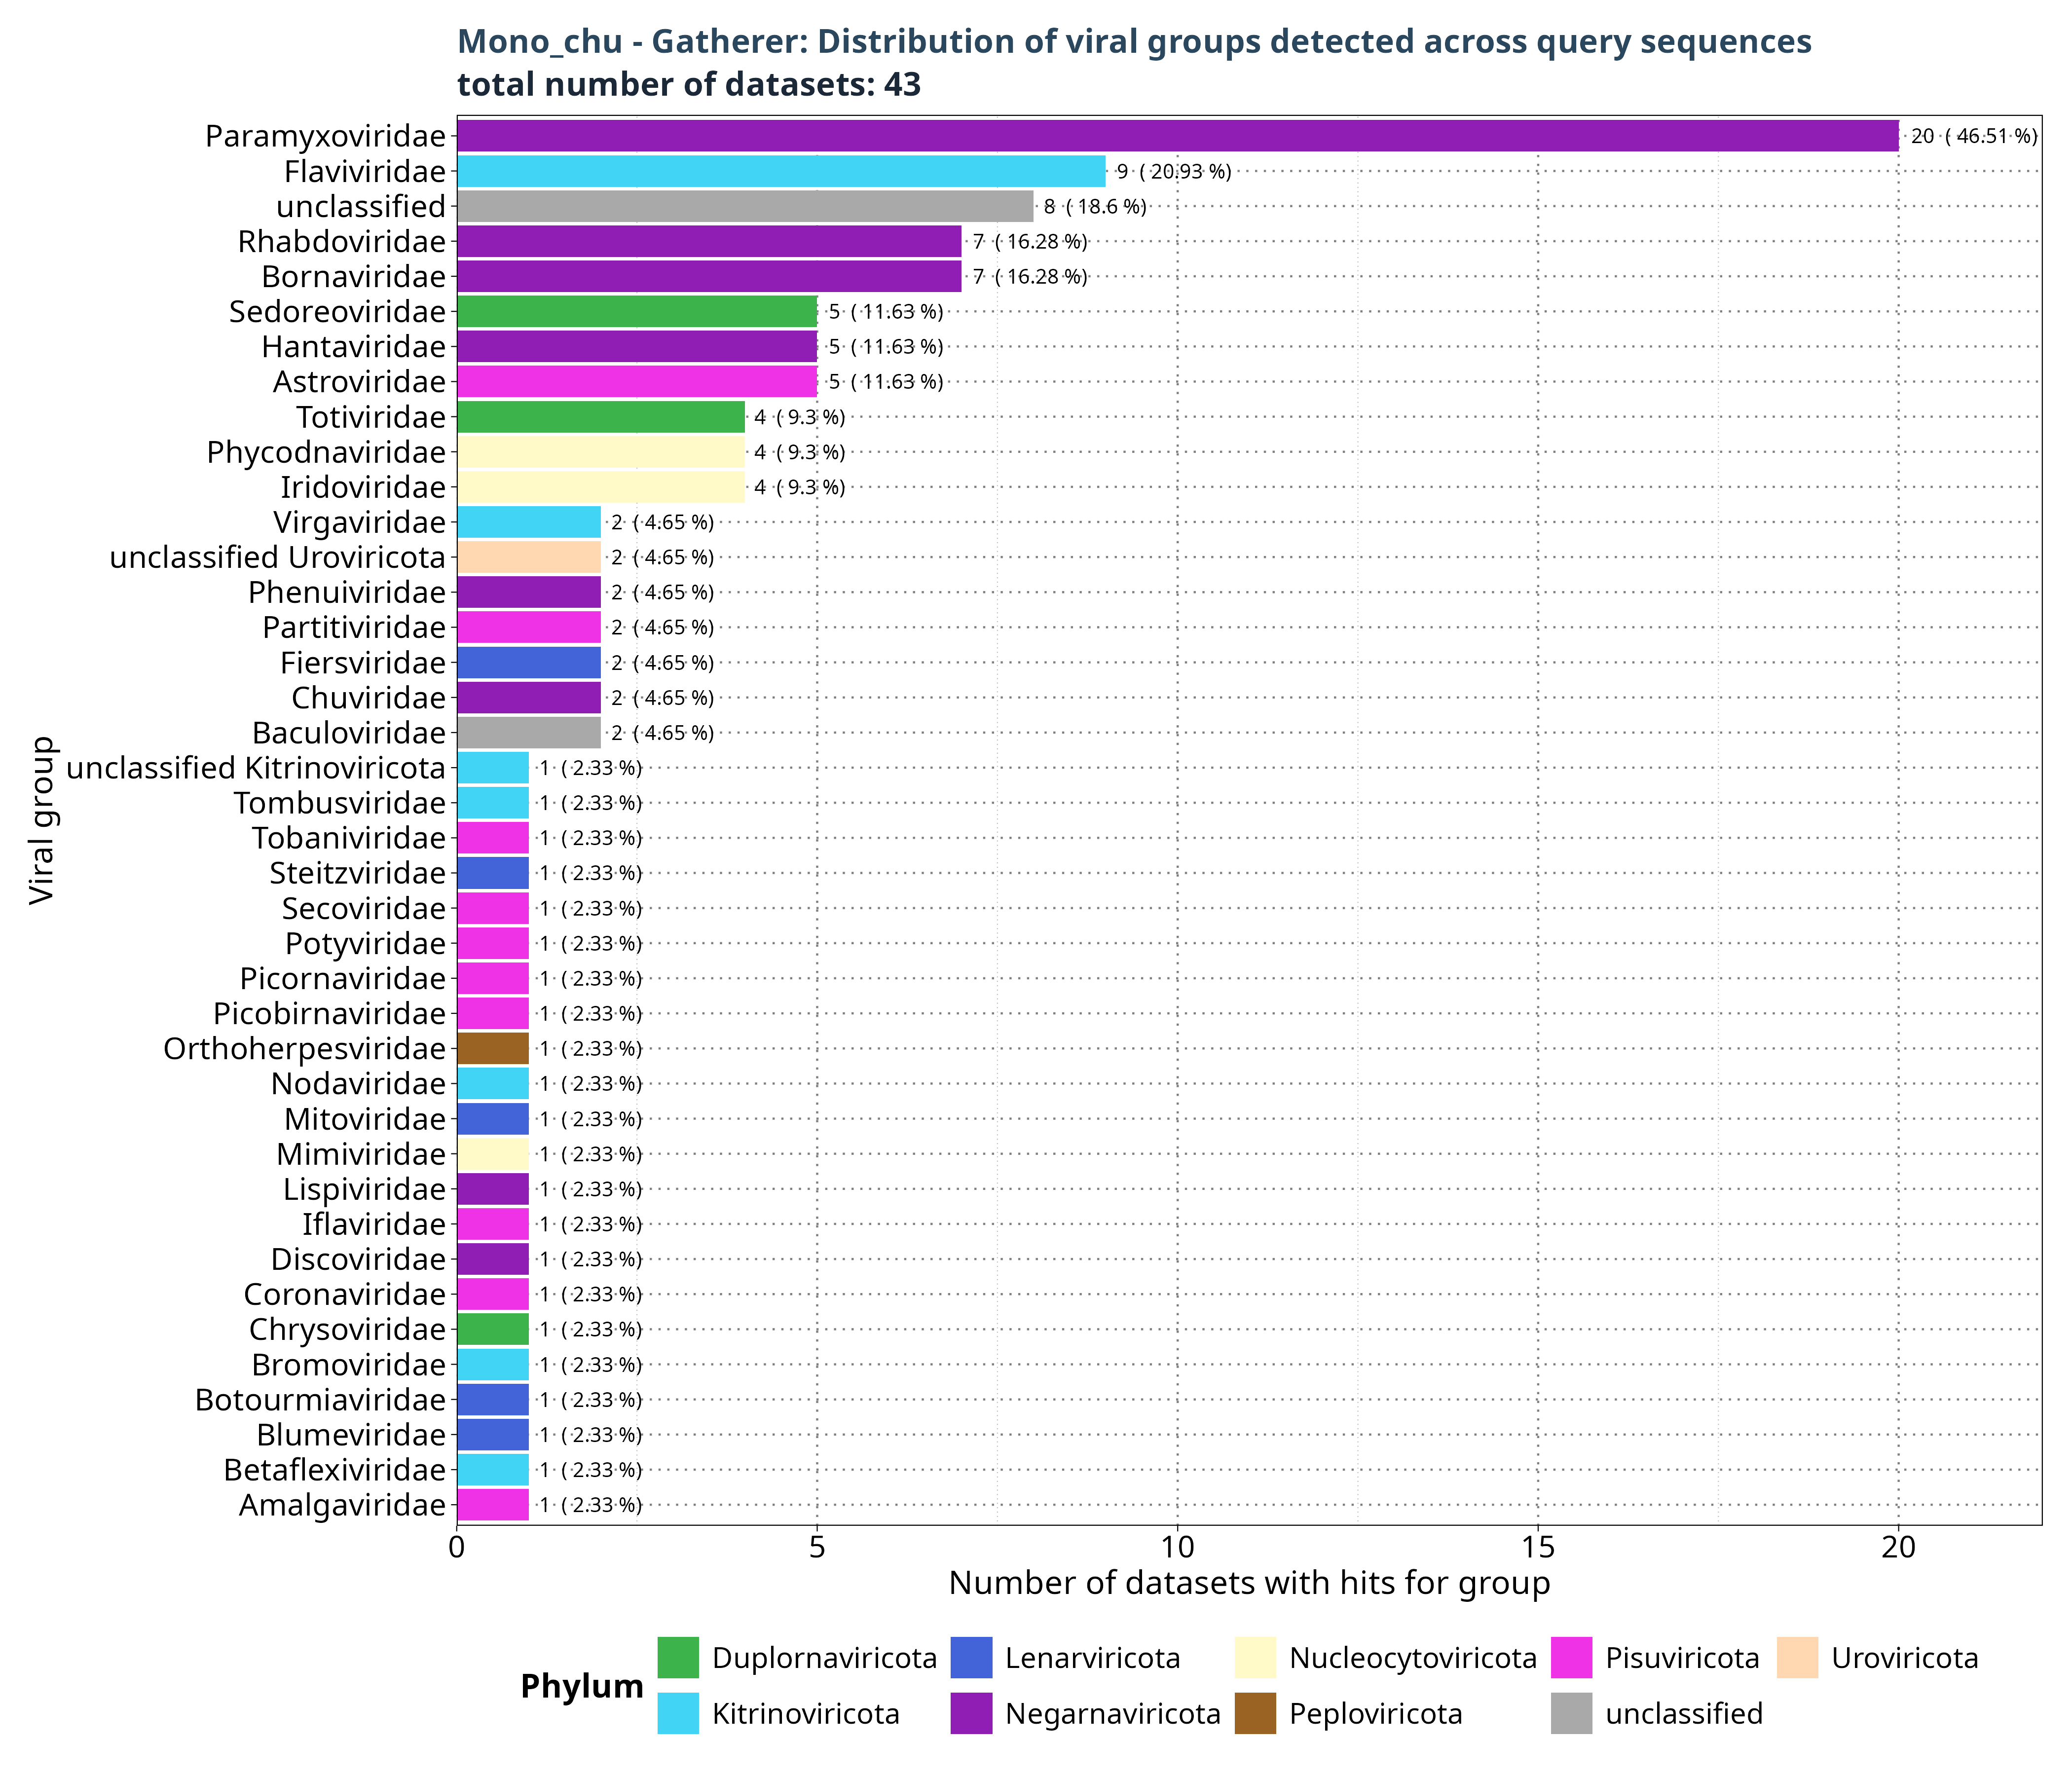 Mono_chu - Gatherer: Distribution of viral groups detected across query sequences
total number of datasets: 43
Viral group
Paramyxoviridae 20 ( 46.51 %)
Flaviviridae 9 ( 20.93 %)
unclassified 8 ( 18.6 %)
Rhabdoviridae 7 ( 16.28 %)
Bornaviridae 7 ( 16.28 %)
Sedoreoviridae 5 ( 11.63 %)
Hantaviridae 5 ( 11.63 %)
Astroviridae 5 ( 11.63 %)
Totiviridae 4 ( 9.3 %)
Phycodnaviridae 4 ( 9.3 %)
Iridoviridae 4 ( 9.3 %)
Virgaviridae 2 ( 4.65 %)
unclassified Uroviricota 2 ( 4.65 %)
Phenuiviridae 2 ( 4.65 %)
Partitiviridae 2 ( 4.65 %)
Fiersviridae 2 ( 4.65 %)
Chuviridae 2 ( 4.65 %)
Baculoviridae 2 ( 4.65 %)
unclassified Kitrinoviricota 1 ( 2.33 %)
Tombusviridae 1 ( 2.33 %)
Tobaniviridae 1 ( 2.33 %)
Steitzviridae 1 ( 2.33 %)
Secoviridae 1 ( 2.33 %)
Potyviridae 1 ( 2.33 %)
Picornaviridae 1 ( 2.33 %)
Picobirnaviridae 1 ( 2.33 %)
Orthoherpesviridae 1 ( 2.33 %)
Nodaviridae 1 ( 2.33 %)
Mitoviridae 1 ( 2.33 %)
Mimiviridae 1 ( 2.33 %)
Lispiviridae 1 ( 2.33 %)
Iflaviridae 1 ( 2.33 %)
Discoviridae 1 ( 2.33 %)
Coronaviridae 1 ( 2.33 %)
Chrysoviridae 1 ( 2.33 %)
Bromoviridae 1 ( 2.33 %)
Botourmiaviridae 1 ( 2.33 %)
Blumeviridae 1 ( 2.33 %)
Betaflexiviridae 1 ( 2.33 %)
Amalgaviridae 1 ( 2.33 %)
0 5 10 15 20
Number of datasets with hits for group
Phylum
Duplornaviricota Lenarviricota Nucleocytoviricota Pisuviricota Uroviricota
Kitrinoviricota Negarnaviricota Peploviricota unclassified